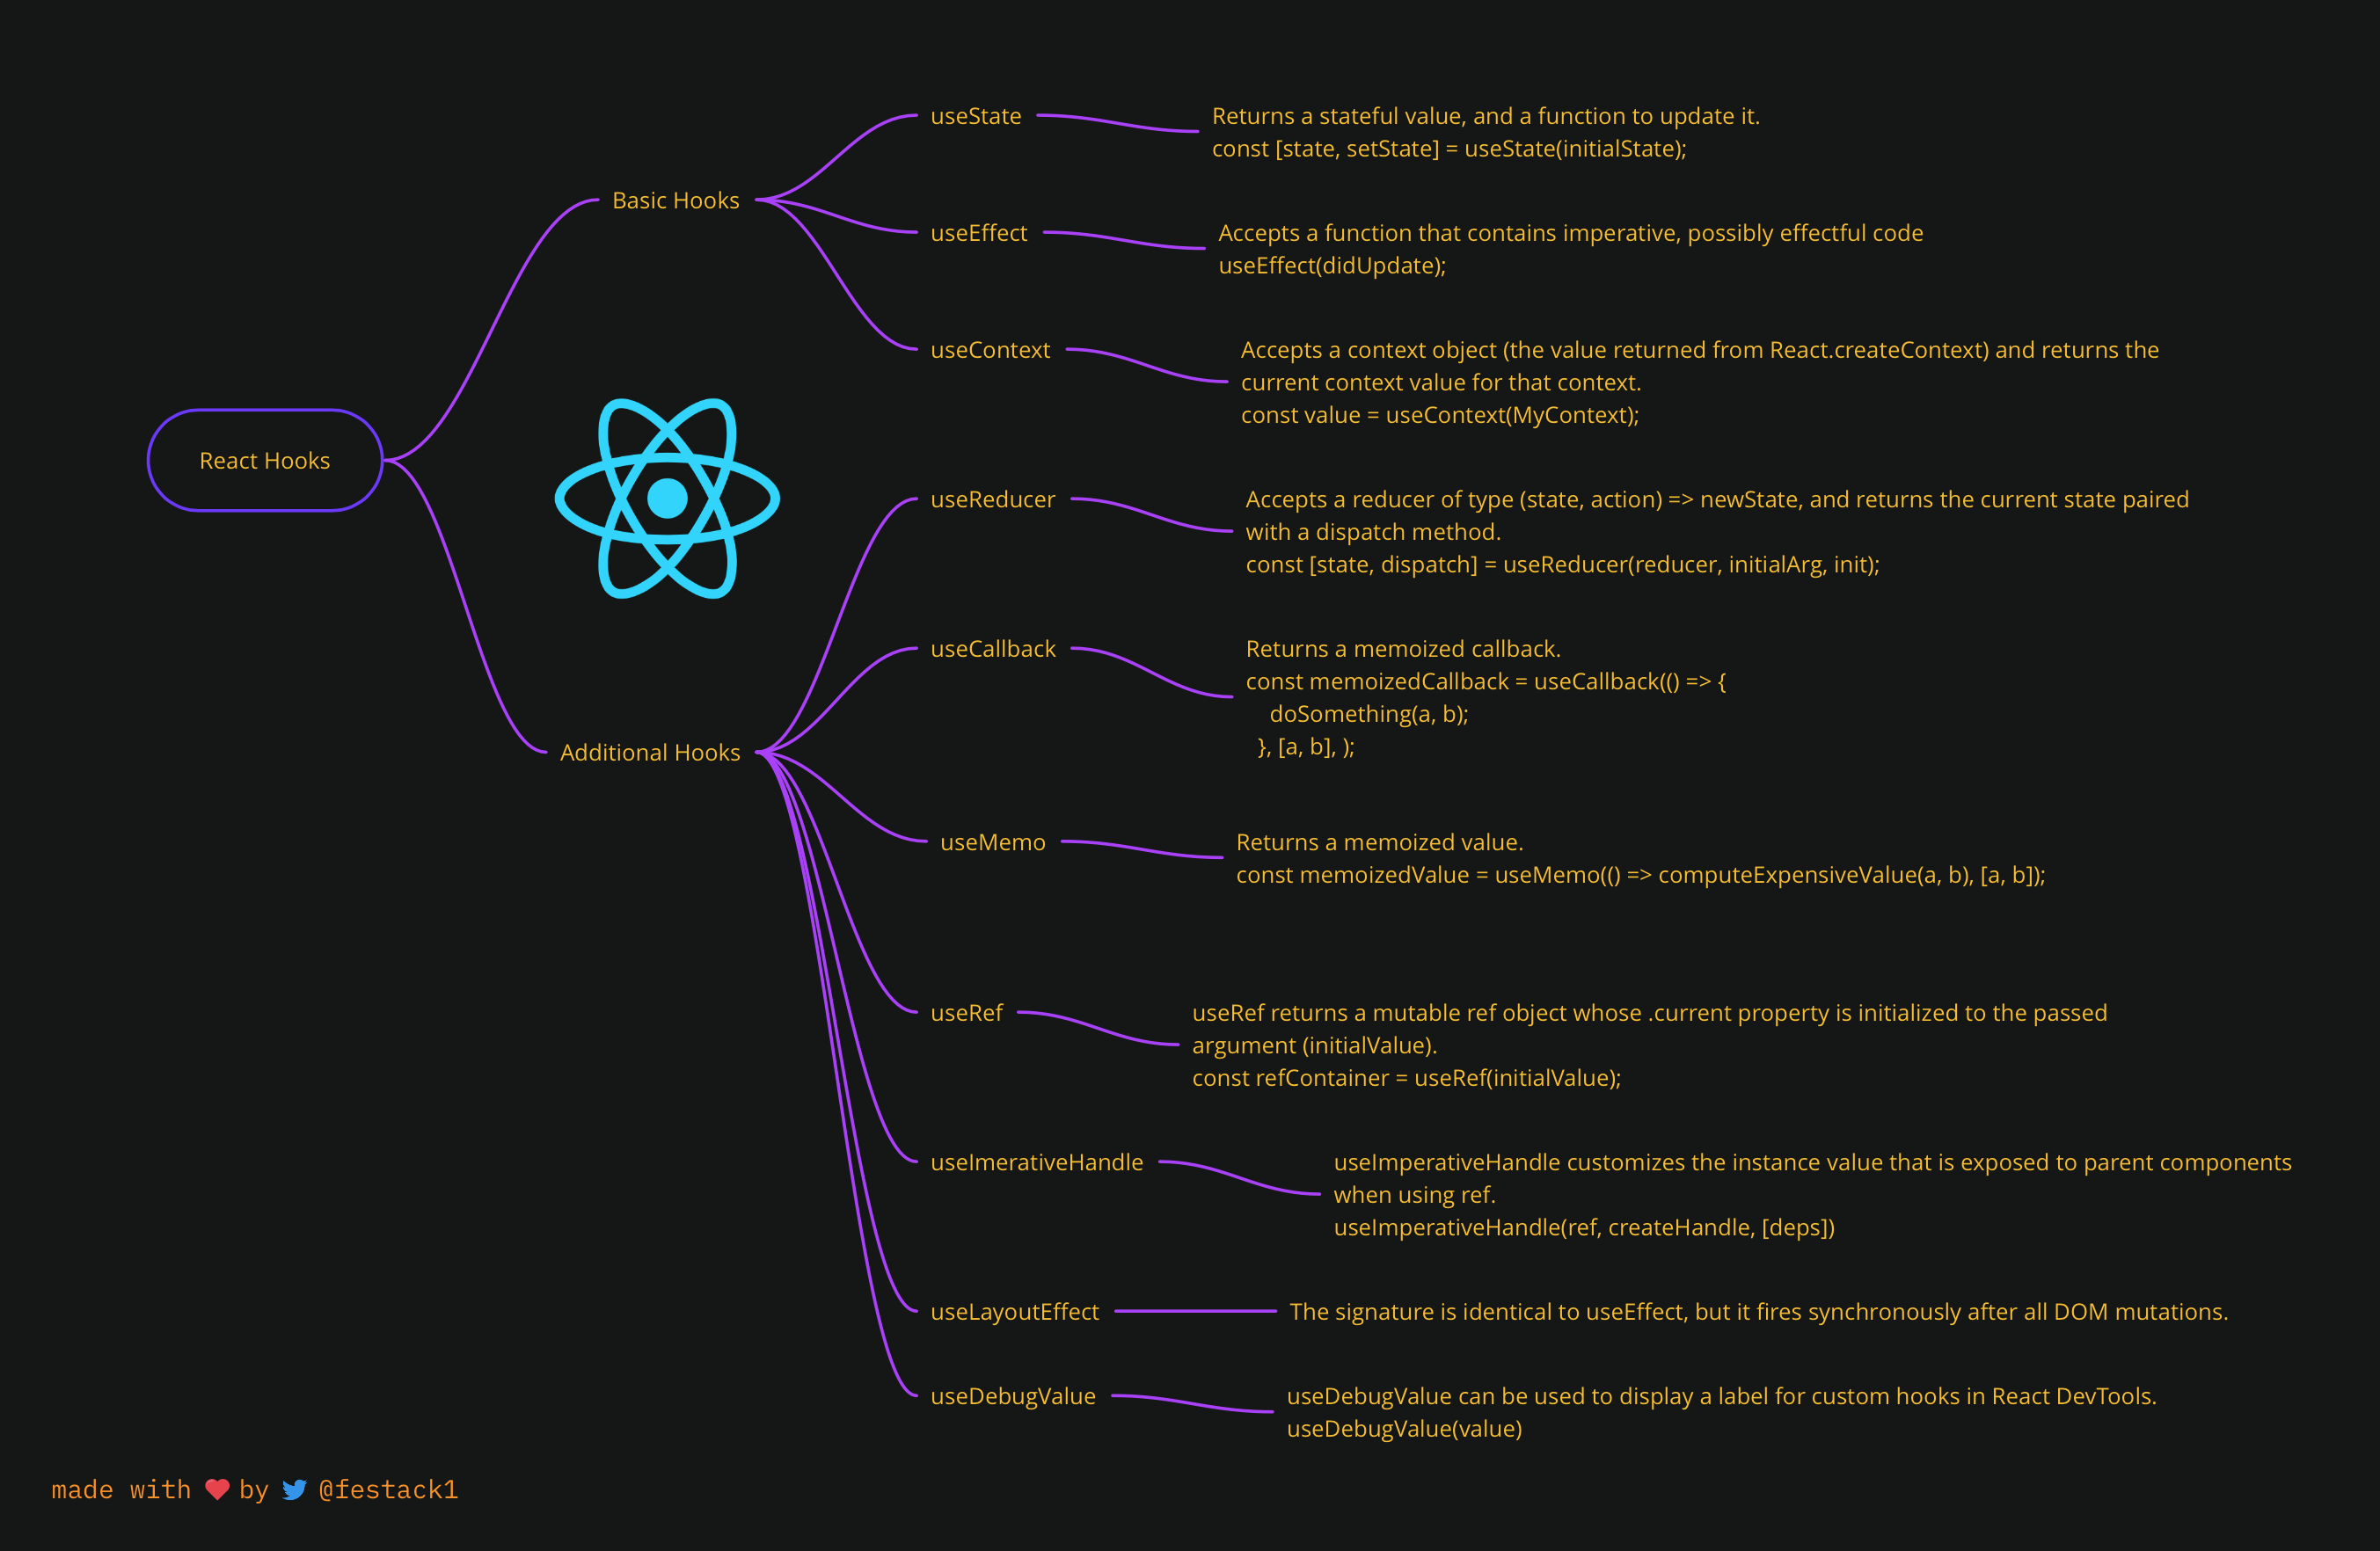 React Hooks
Basic Hooks
useState
Returns a stateful value, and a function to update it.
const [state, setState] = useState(initialState);
useEffect
Accepts a function that contains imperative, possibly effectful code
useEffect(didUpdate);
useContext
Accepts a context object (the value returned from React.createContext) and returns the
current context value for that context.
const value = useContext(MyContext);
Additional Hooks
useReducer
Accepts a reducer of type (state, action) => newState, and returns the current state paired
with a dispatch method.
const [state, dispatch] = useReducer(reducer, initialArg, init);
useCallback
Returns a memoized callback.
const memoizedCallback = useCallback(() => {
doSomething(a, b);
}, [a, b], );
useMemo
Returns a memoized value.
const memoizedValue = useMemo(() => computeExpensiveValue(a, b), [a, b]);
useRef
useRef returns a mutable ref object whose .current property is initialized to the passed
argument (initialValue).
const refContainer = useRef(initialValue);
useImerativeHandle
useImperativeHandle customizes the instance value that is exposed to parent components
when using ref.
useImperativeHandle(ref, createHandle, [deps])
useLayoutEffect
The signature is identical to useEffect, but it fires synchronously after all DOM mutations.
useDebugValue
useDebugValue can be used to display a label for custom hooks in React DevTools.
useDebugValue(value)
made with by @festack1